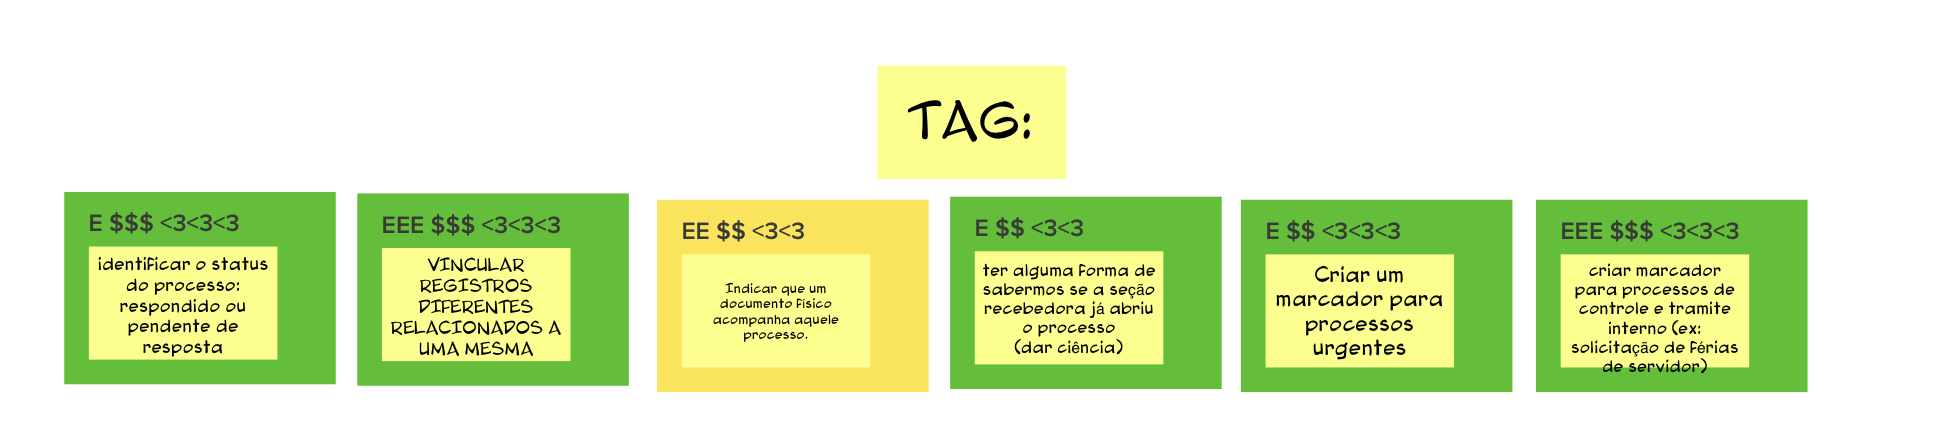 TAG:
E $$$ <3<3<3
identificar o status
do processo:
respondido ou
pendente de
resposta
EEE $$$ <3<3<3
VINCULAR
REGISTROS
DIFERENTES
RELACIONADOS A
UMA MESMA
EE $$ <3<3
Indicar que um
documento físico
acompanha aquele
processo.
E $$ <3<3
ter alguma forma de
sabermos se a seção
recebedora já abriu
o processo
(dar ciência)
E $$ <3<3<3
Criar um
marcador para
processos
urgentes
EEE $$$ <3<3<3
criar marcador
para processos de
controle e tramite
interno (ex:
solicitação de férias
de servidor)